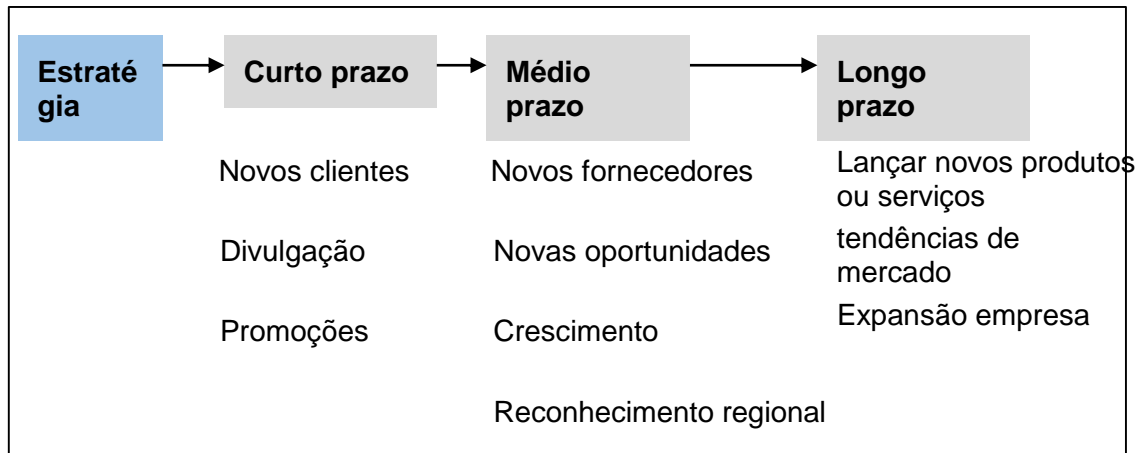 Estraté
gia
Curto prazo
Médio
prazo
Longo
prazo
Novos clientes
Divulgação
Promoções
Novos fornecedores
Novas oportunidades
Crescimento
Reconhecimento regional
Lançar novos produtos
ou serviços
tendências de
mercado
Expansão empresa